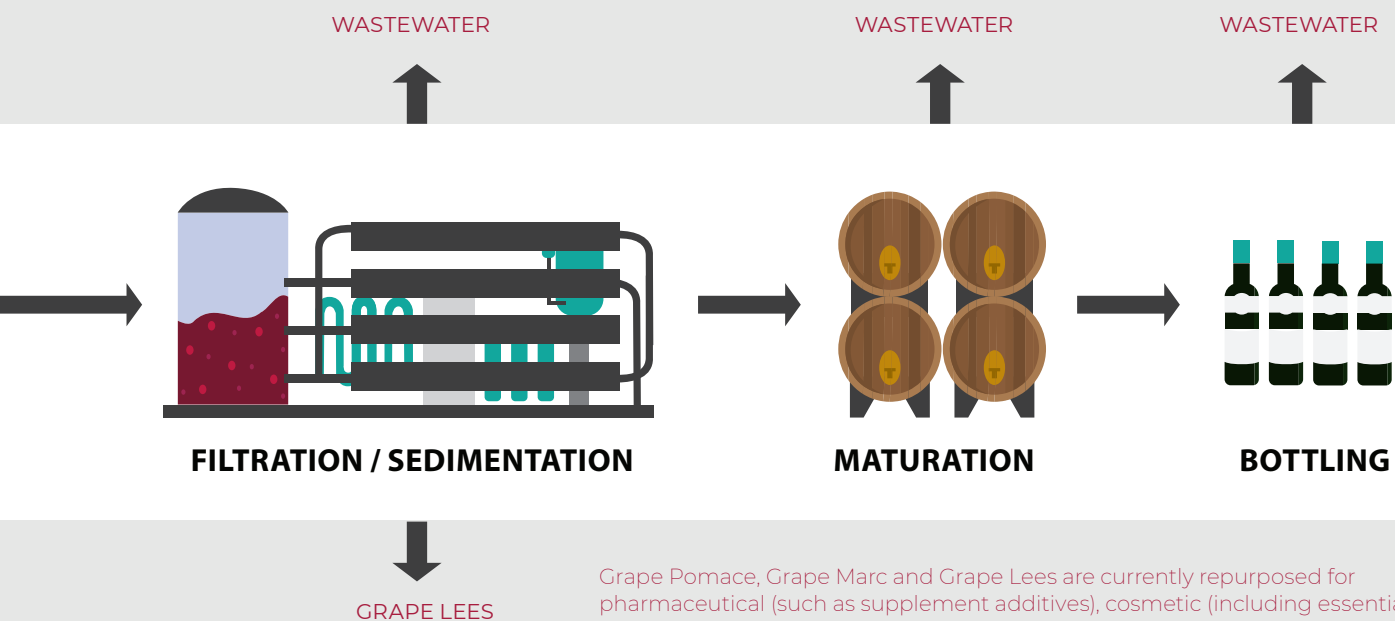 WASTEWATER
WASTEWATER
WASTEWATER
FILTRATION / SEDIMENTATION
MATURATION
BOTTLING
GRAPE LEES
Grape Pomace, Grape Marc and Grape Lees are currently repurposed for
pharmaceutical (such as supplement additives), cosmetic (including essentia